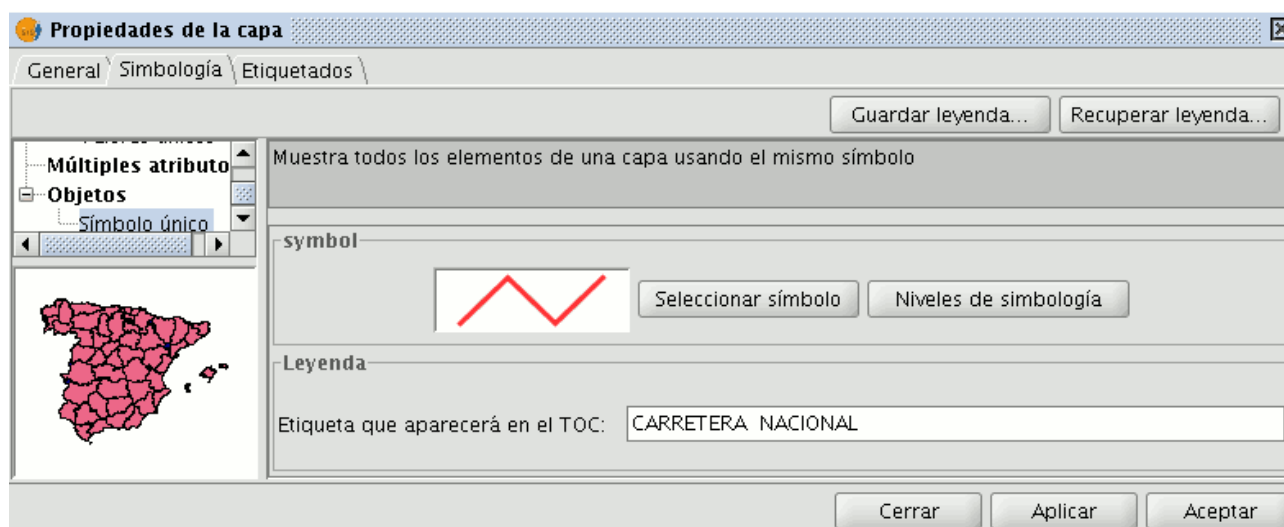 Propiedades de la capa
General Simbología Etiquetados
Guardar leyenda... Recuperar leyenda...
Múltiples atributo
Objetos
Símbolo único
Muestra todos los elementos de una capa usando el mismo símbolo
symbol
Seleccionar símbolo Niveles de simbología
Leyenda
Etiqueta que aparecerá en el TOC: CARRETERA NACIONAL
Cerrar Aplicar Aceptar